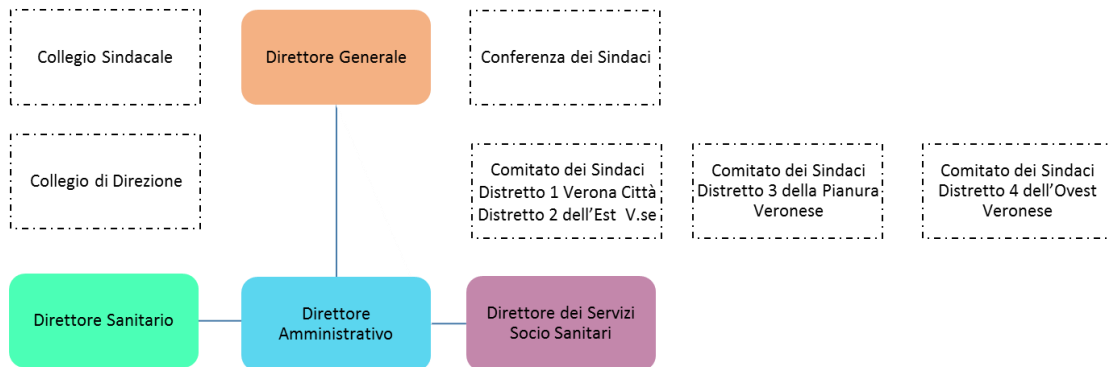 Collegio Sindacale
Direttore Generale
Conferenza dei Sindaci
Collegio di Direzione
Comitato dei Sindaci
Distretto 1 Verona Città
Distretto 2 dell'Est V.se
Comitato dei Sindaci
Distretto 3 della Pianura
Veronese
Comitato dei Sindaci
Distretto 4 dell'Ovest
Veronese
Direttore Sanitario
Direttore
Amministrativo
Direttore dei Servizi
Socio Sanitari